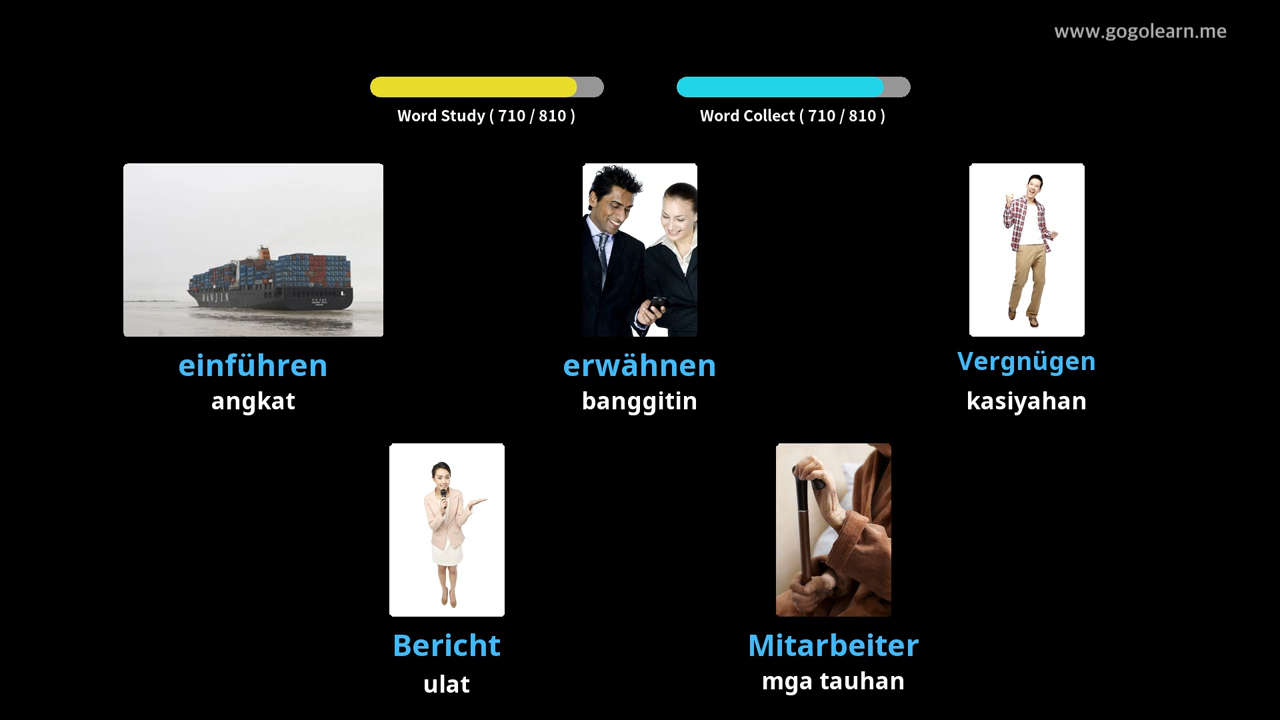 www.gogolearn.me
Word Study ( 710 / 810 )
Word Collect ( 710 / 810 )
HANJIN
einführen
angkat
erwähnen
banggitin
Vergnügen
kasiyahan
Bericht
ulat
Mitarbeiter
mga tauhan